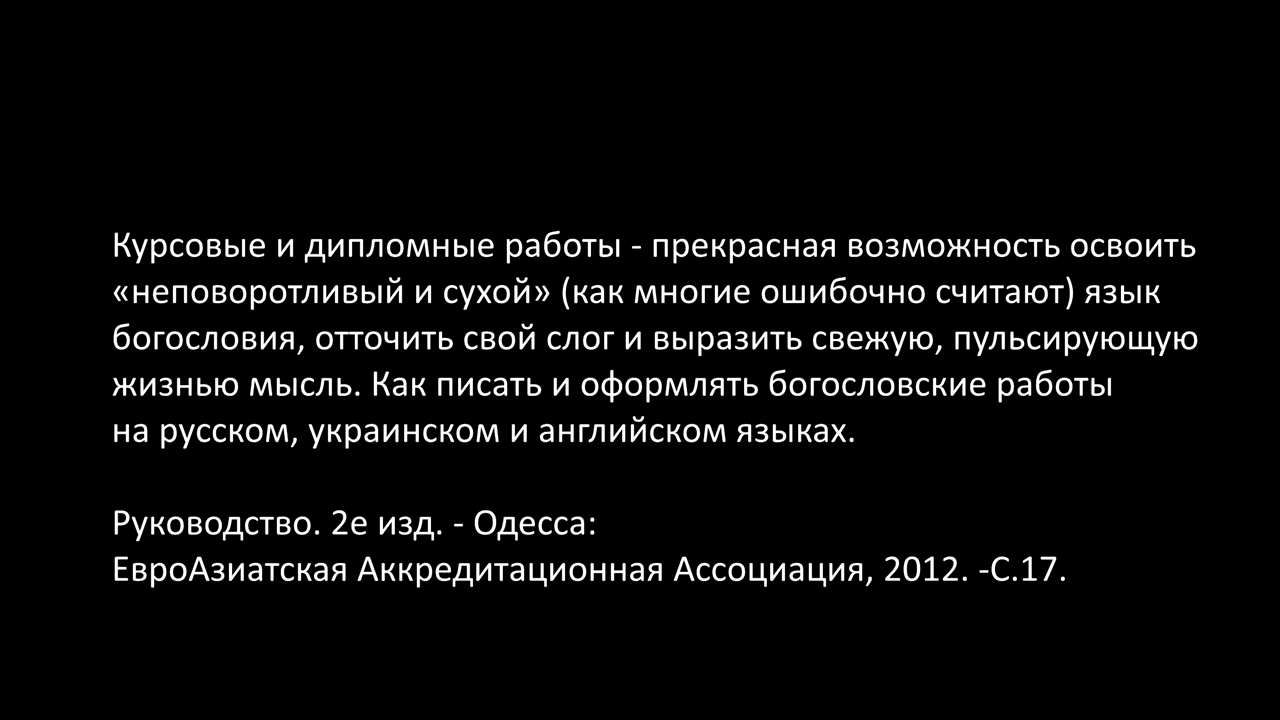 Курсовые и дипломные работы - прекрасная возможность освоить
«неповоротливый и сухой» (как многие ошибочно считают) язык
богословия, отточить свой слог и выразить свежую, пульсирующую
жизнью мысль. Как писать и оформлять богословские работы
на русском, украинском и английском языках.
Руководство. 2е изд. - Одесса:
ЕвроАзиатская Аккредитационная Ассоциация, 2012. -С.17.